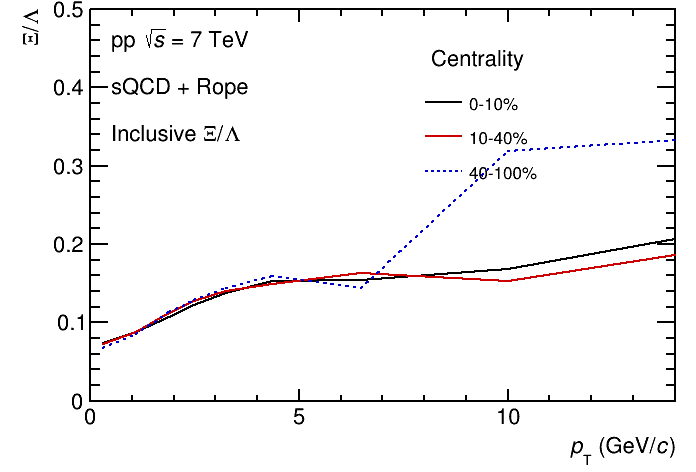 Ξ/Λ
0.5
0.4
0.3
0.2
0.1
0
pp √s = 7 TeV
sQCD + Rope
Inclusive Ξ/Λ
Centrality
0-10%
10-40%
40-100%
0 5 10
p_T (GeV/c)